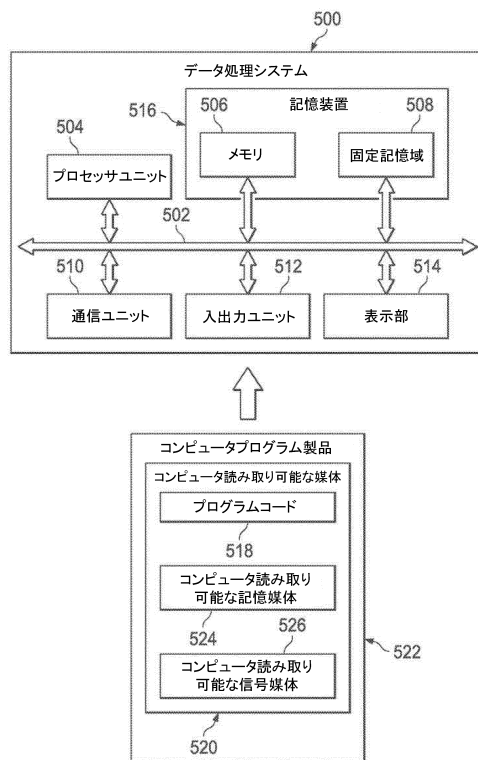 500
データ処理システム
516
記憶装置
506
508
504
メモリ
固定記憶域
プロセッサユニット
502
510
512
514
通信ユニット
入出力ユニット
表示部
コンピュータプログラム製品
コンピュータ読み取り可能な媒体
プログラムコード
518
コンピュータ読み取り
可能な記憶媒体
524
526
コンピュータ読み取り
可能な信号媒体
522
520